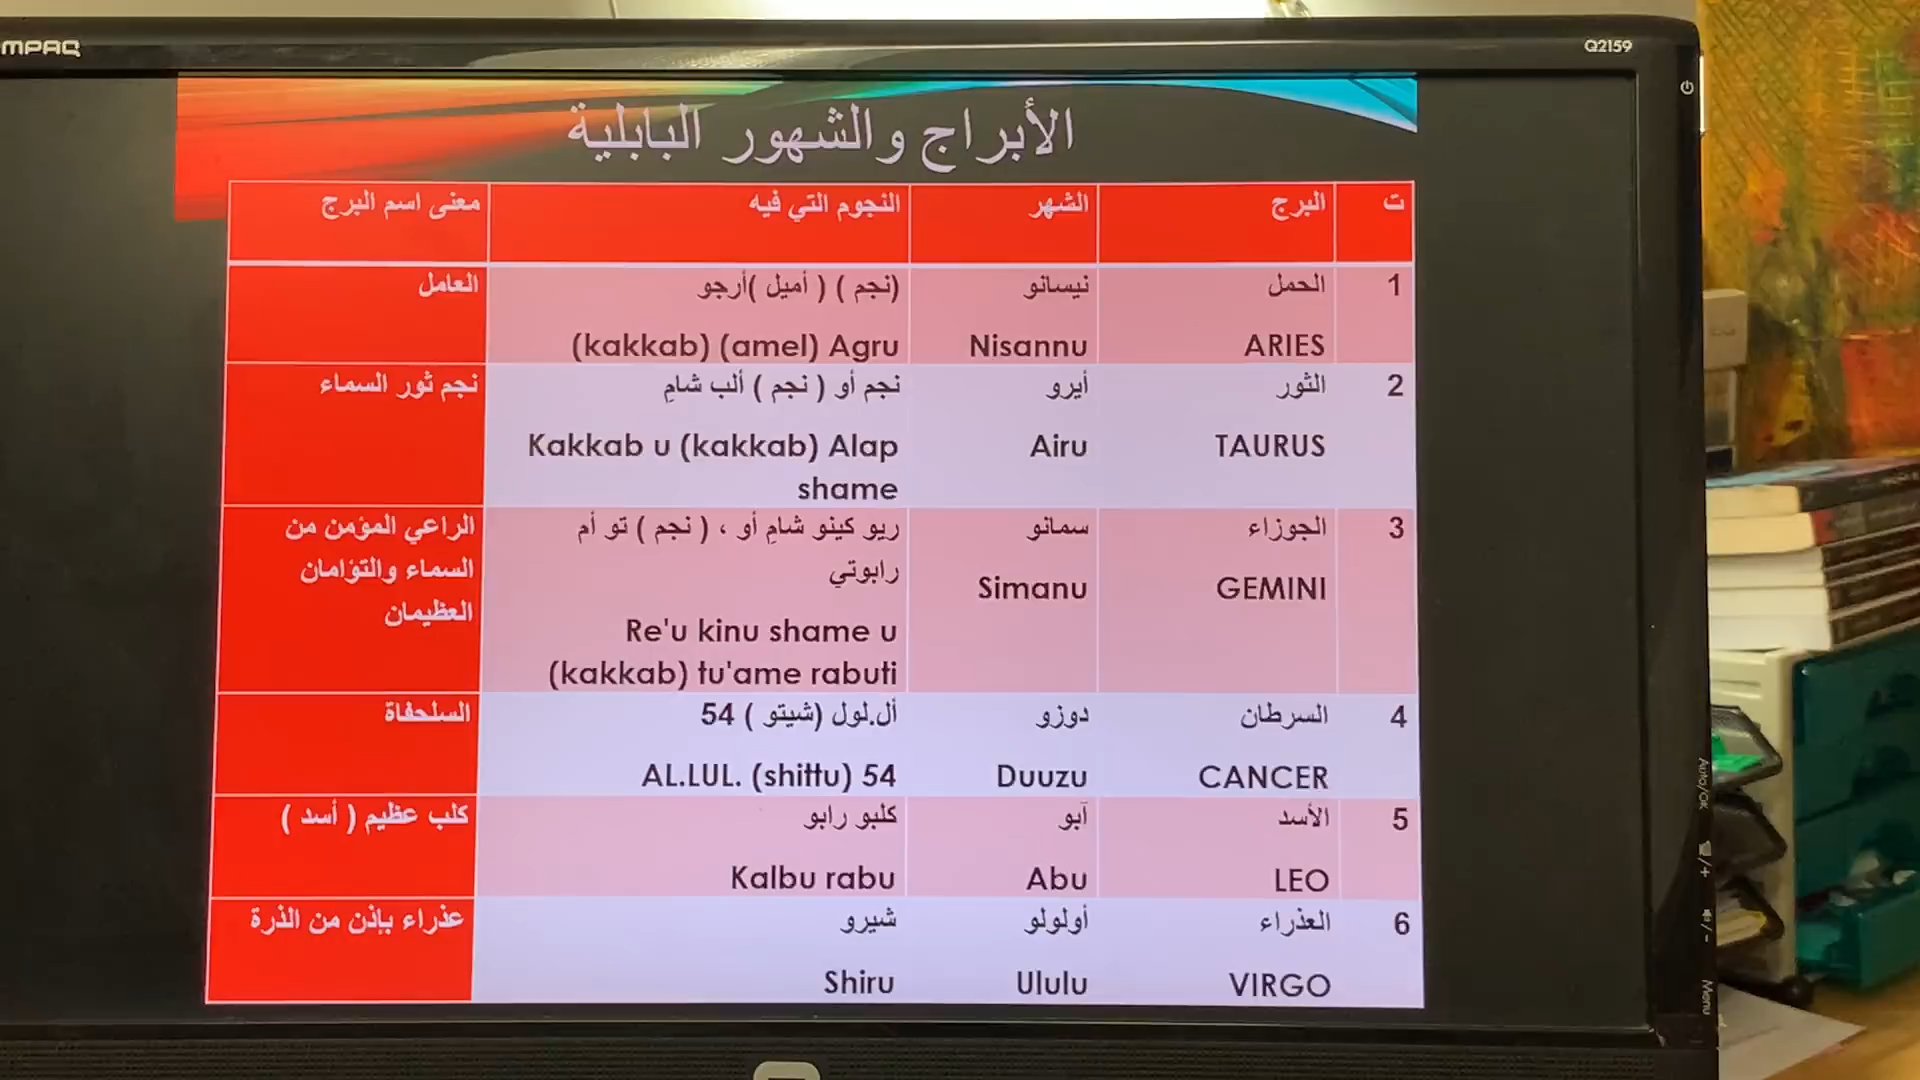 MPAQ
Q2159
الأبراج والشهور البابلية
ت
البرج
الشهر
النجوم التي فيه
معنى اسم البرج
1
الحمل
ARIES
نيسانو
Nisannu
(نجم ) ( أميل )أرجو
(kakkab) (amel) Agru
العامل
2
الثور
TAURUS
أيرو
Airu
نجم أو ( نجم ) ألب شامِ
Kakkab u (kakkab) Alap
shame
نجم ثور السماء
3
الجوزاء
GEMINI
سمانو
Simanu
ريو كينو شامِ أو ، ( نجم ) تو أم
رابوتي
Re'u kinu shame u
(kakkab) tu'ame rabuti
الراعي المؤمن من
السماء والتؤامان
العظيمان
4
السرطان
CANCER
دوزو
Duuzu
أل.لول (شيتو ) 54
AL.LUL. (shittu) 54
السلحفاة
5
الأسد
LEO
آبو
Abu
كلبو رابو
Kalbu rabu
كلب عظيم ( أسد )
6
العذراء
VIRGO
أولولو
Ululu
شيرو
Shiru
عذراء بإذن من الذرة
Auto/OK
/+
/-
Menu